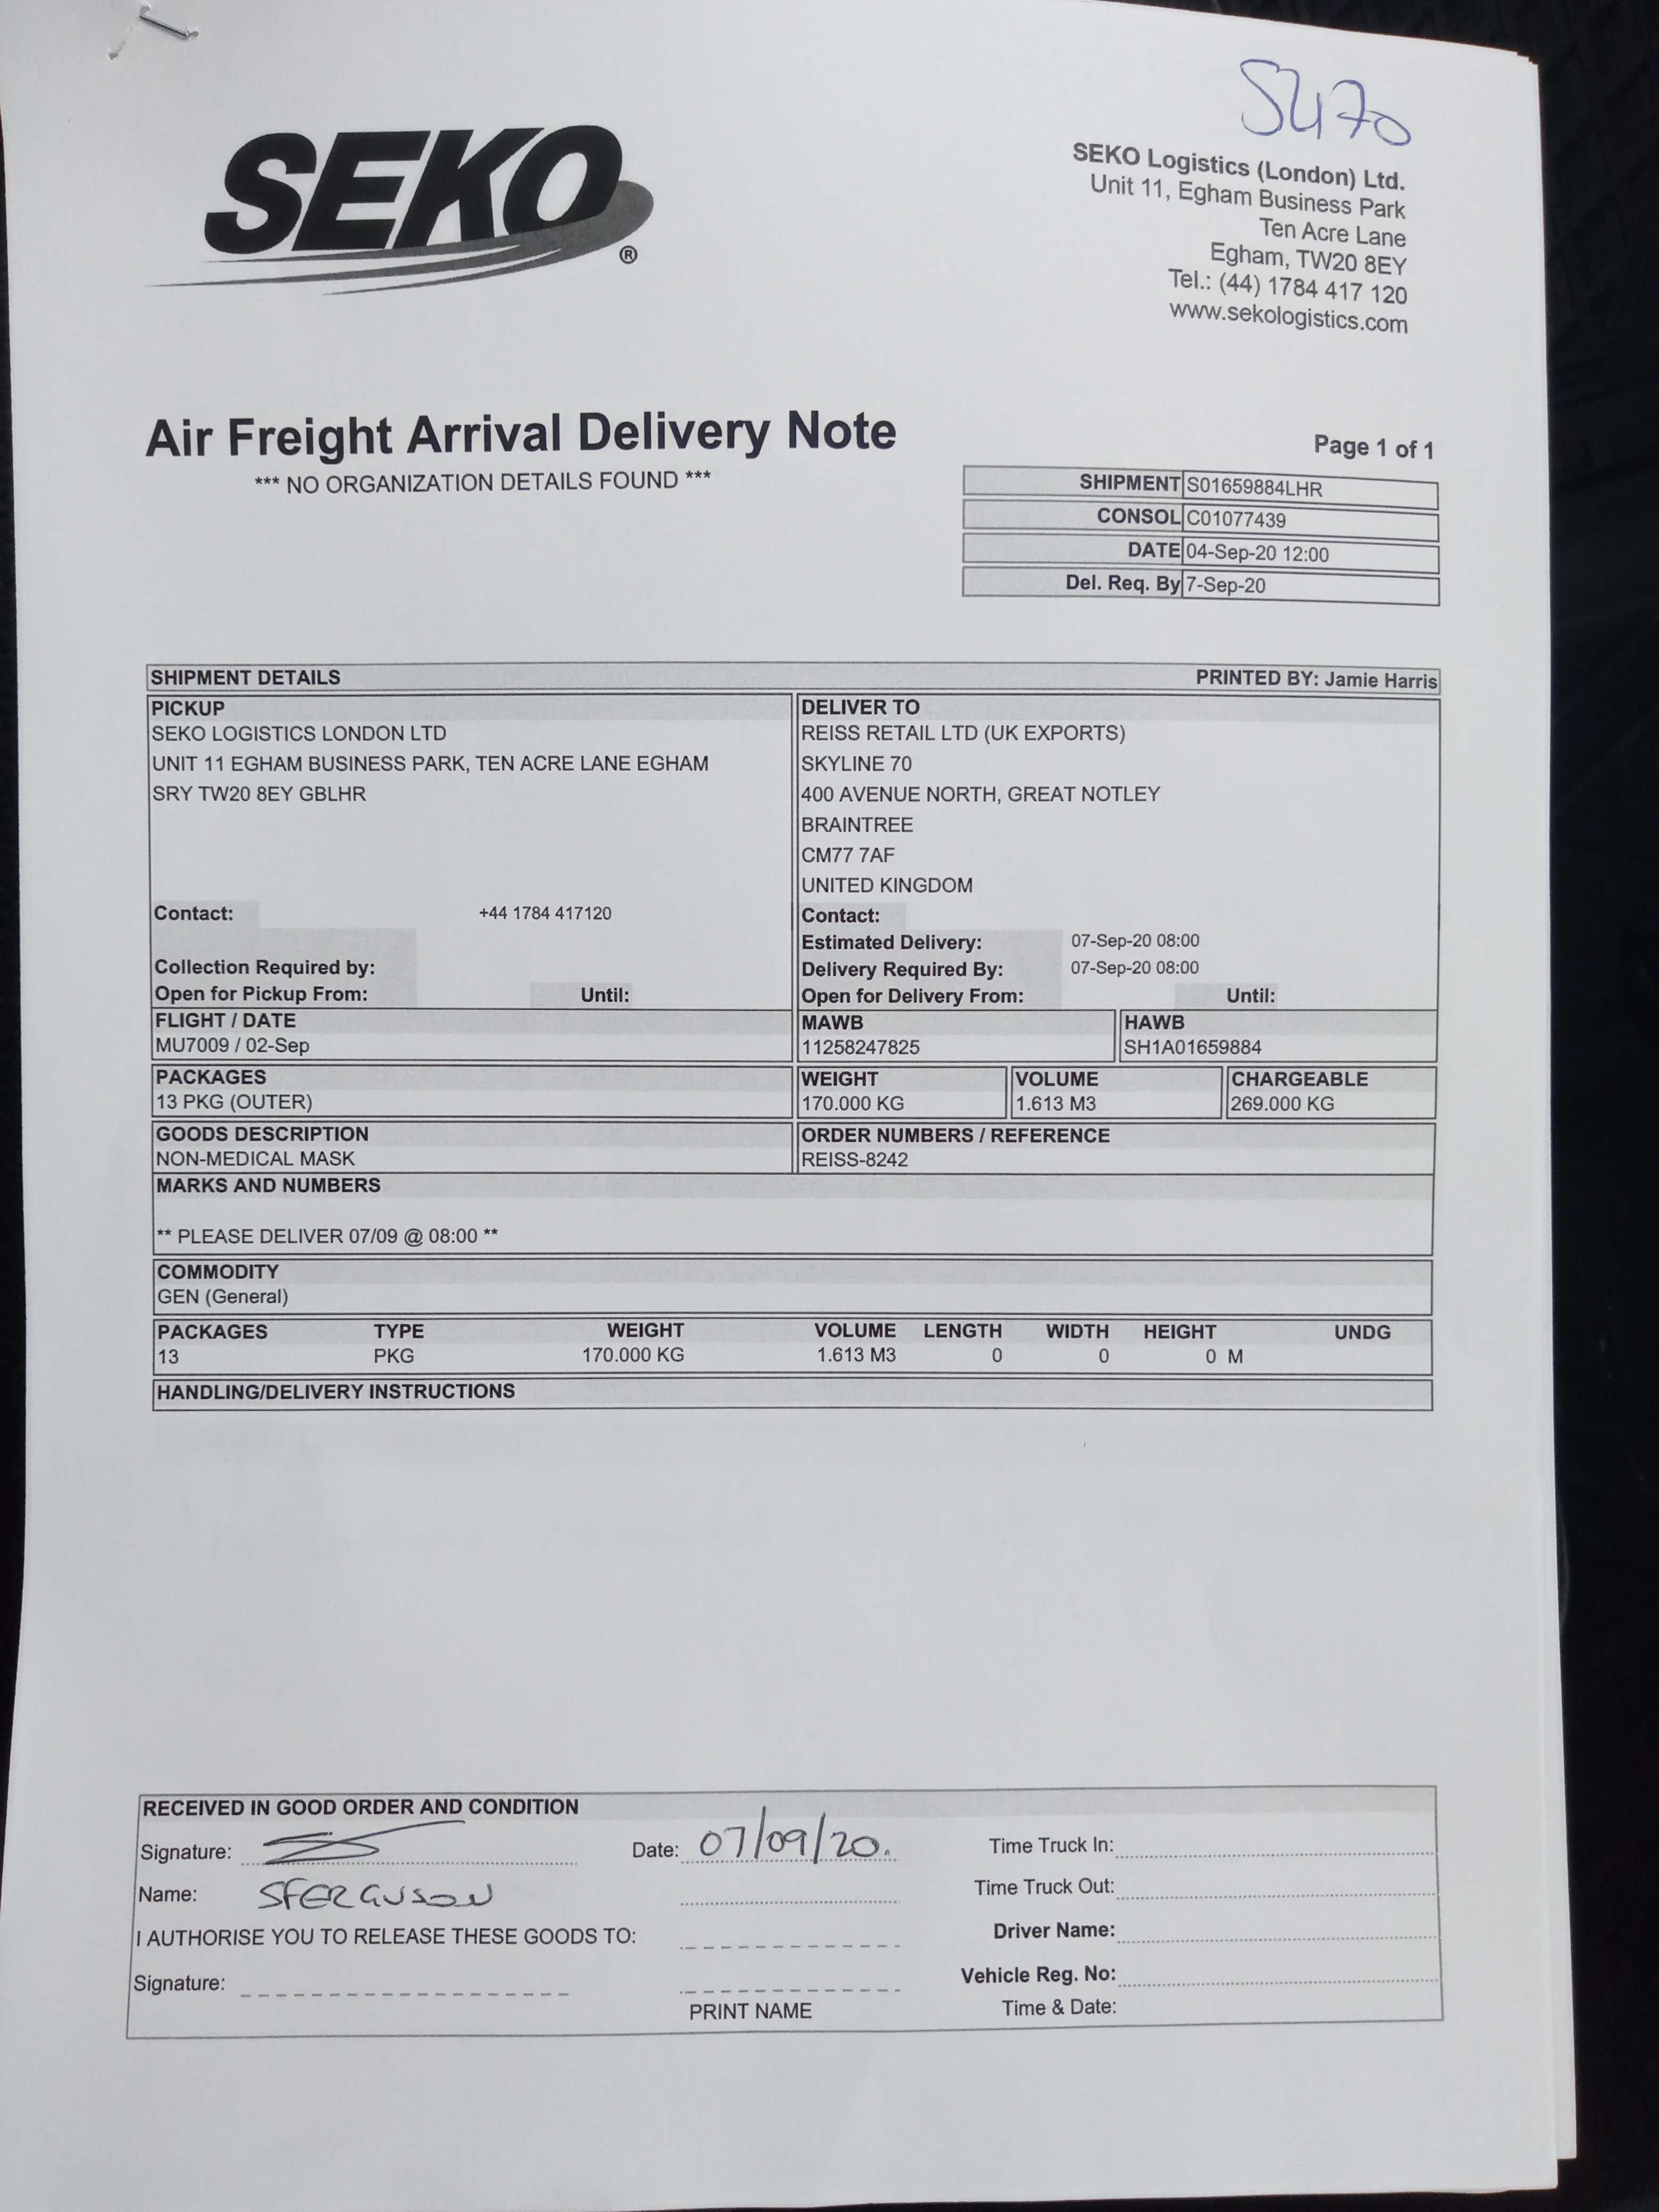 S470
SEKO®
SEKO Logistics (London) Ltd.
Unit 11, Egham Business Park
Ten Acre Lane
Egham, TW20 8EY
Tel.: (44) 1784 417 120
www.sekologistics.com
Air Freight Arrival Delivery Note
Page 1 of 1
*** NO ORGANIZATION DETAILS FOUND ***
SHIPMENT S01659884LHR
CONSOL C01077439
DATE 04-Sep-20 12:00
Del. Req. By 7-Sep-20
SHIPMENT DETAILS PRINTED BY: Jamie Harris
PICKUP
SEKO LOGISTICS LONDON LTD
UNIT 11 EGHAM BUSINESS PARK, TEN ACRE LANE EGHAM
SRY TW20 8EY GBLHR
Contact: +44 1784 417120
Collection Required by:
Open for Pickup From: Until:
DELIVER TO
REISS RETAIL LTD (UK EXPORTS)
SKYLINE 70
400 AVENUE NORTH, GREAT NOTLEY
BRAINTREE
CM77 7AF
UNITED KINGDOM
Contact:
Estimated Delivery: 07-Sep-20 08:00
Delivery Required By: 07-Sep-20 08:00
Open for Delivery From: Until:
FLIGHT / DATE MAWB HAWB
MU7009 / 02-Sep 11258247825 SH1A01659884
PACKAGES WEIGHT VOLUME CHARGEABLE
13 PKG (OUTER) 170.000 KG 1.613 M3 269.000 KG
GOODS DESCRIPTION ORDER NUMBERS / REFERENCE
NON-MEDICAL MASK REISS-8242
MARKS AND NUMBERS
** PLEASE DELIVER 07/09 @ 08:00 **
COMMODITY
GEN (General)
PACKAGES TYPE WEIGHT VOLUME LENGTH WIDTH HEIGHT UNDG
13 PKG 170.000 KG 1.613 M3 0 0 0 M
HANDLING/DELIVERY INSTRUCTIONS
RECEIVED IN GOOD ORDER AND CONDITION
Signature: Date: 07/09/20. Time Truck In:
Name: SFERGUSON Time Truck Out:
I AUTHORISE YOU TO RELEASE THESE GOODS TO: Driver Name:
Signature: Vehicle Reg. No:
PRINT NAME Time & Date: